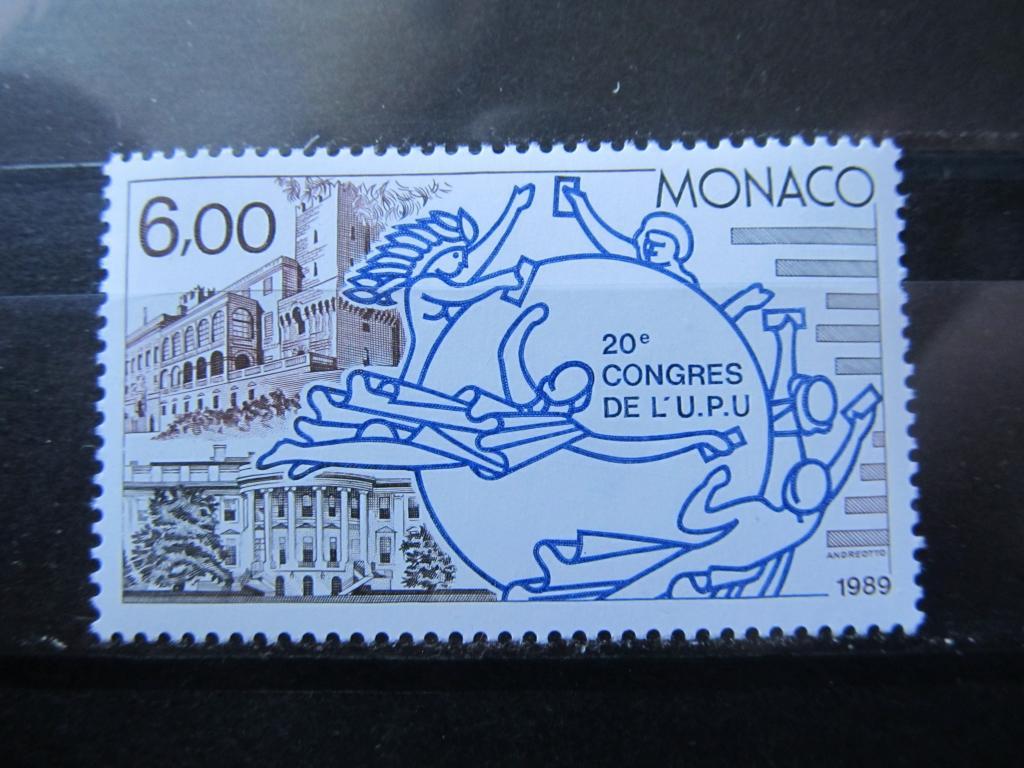 6,00
MONACO
20e
CONGRES
DE L'U.P.U
ANDREOTTO
1989